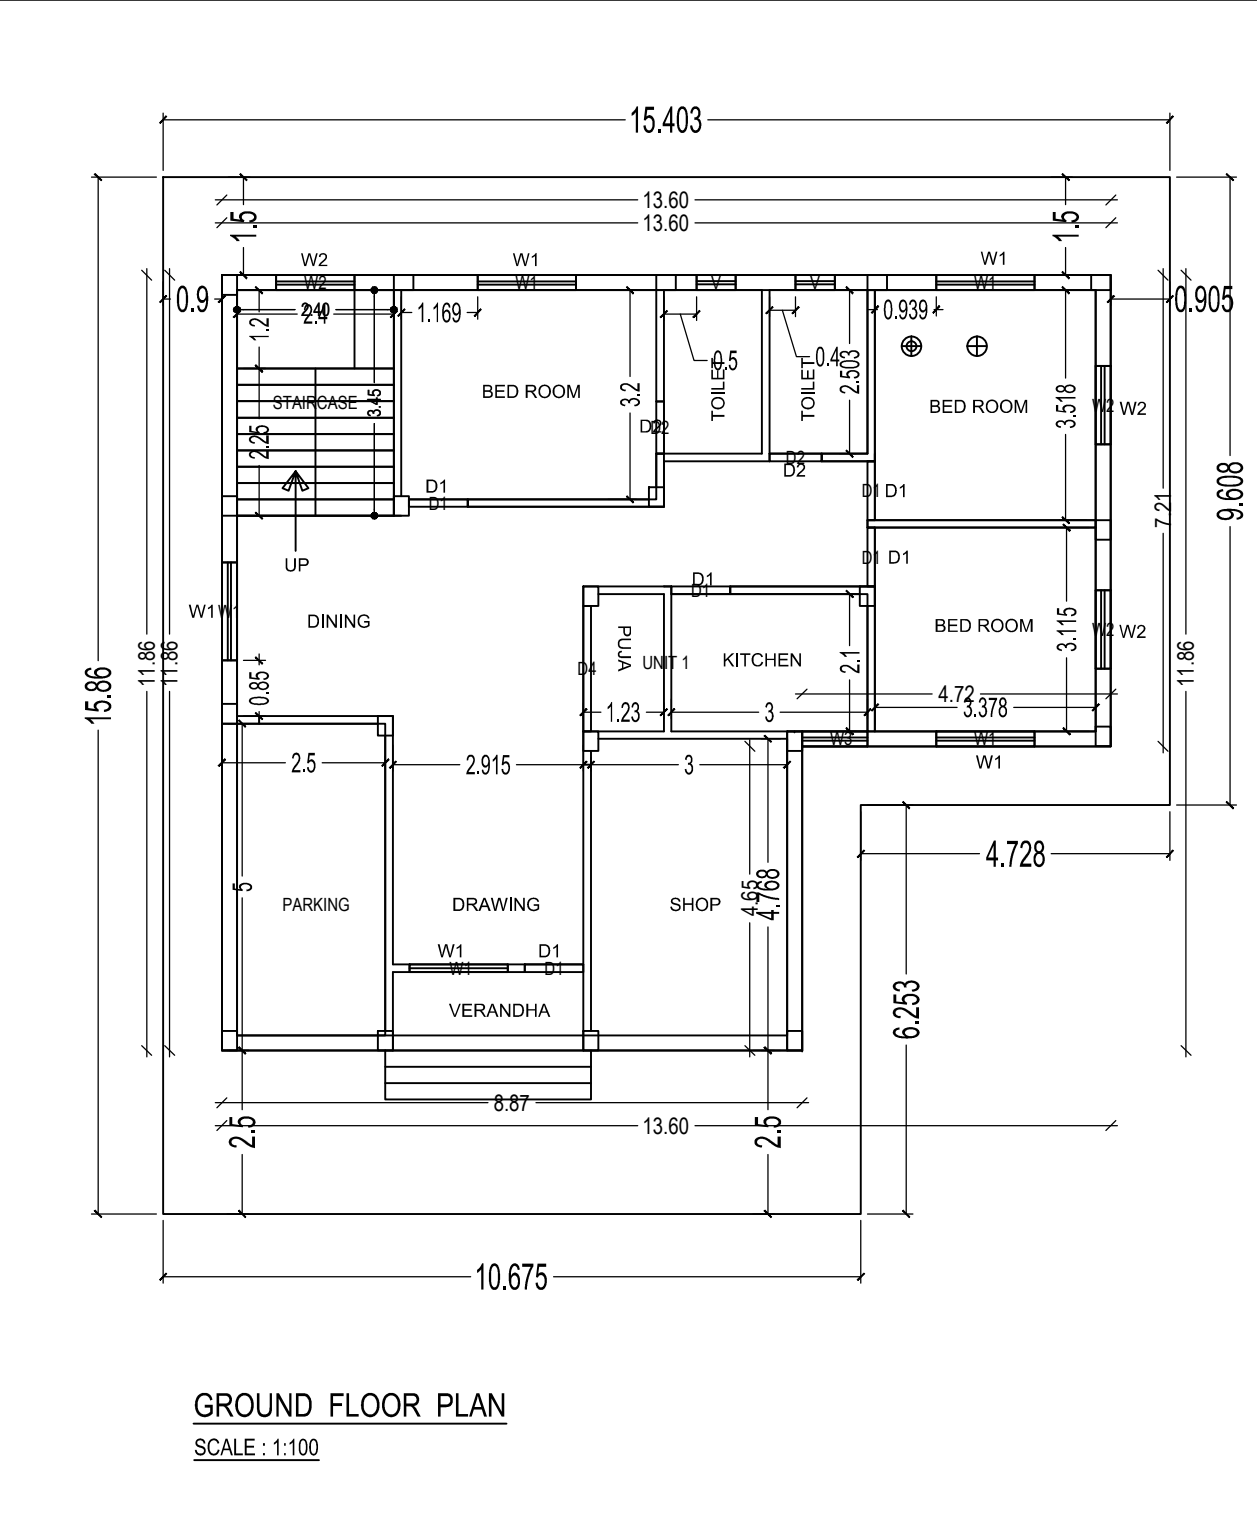 15.403
13.60
13.60
1.5
1.5
W2
W1
W1
W2
W1
V
V
W1
0.9
0.905
2.4
2.40
1.169
0.939
1.2
0.5
0.4
BED ROOM
3.2
TOILET
TOILET
2.503
STAIRCASE
3.45
BED ROOM
3.518
W2
W2
2.25
D2
D2
D2
D2
D1
D1
D1
D1
9.608
7.21
UP
D1
D1
D1
D1
W1
W1
DINING
PUJA
UNIT 1
KITCHEN
2.1
BED ROOM
3.115
W2
W2
11.86
11.86
11.86
15.86
0.85
D4
4.72
1.23
3
3.378
W3
W1
W1
2.5
2.915
3
4.728
5
PARKING
DRAWING
SHOP
4.65
4.768
W1
D1
W1
D1
VERANDHA
6.253
8.87
2.5
13.60
2.5
10.675
GROUND FLOOR PLAN
SCALE : 1:100